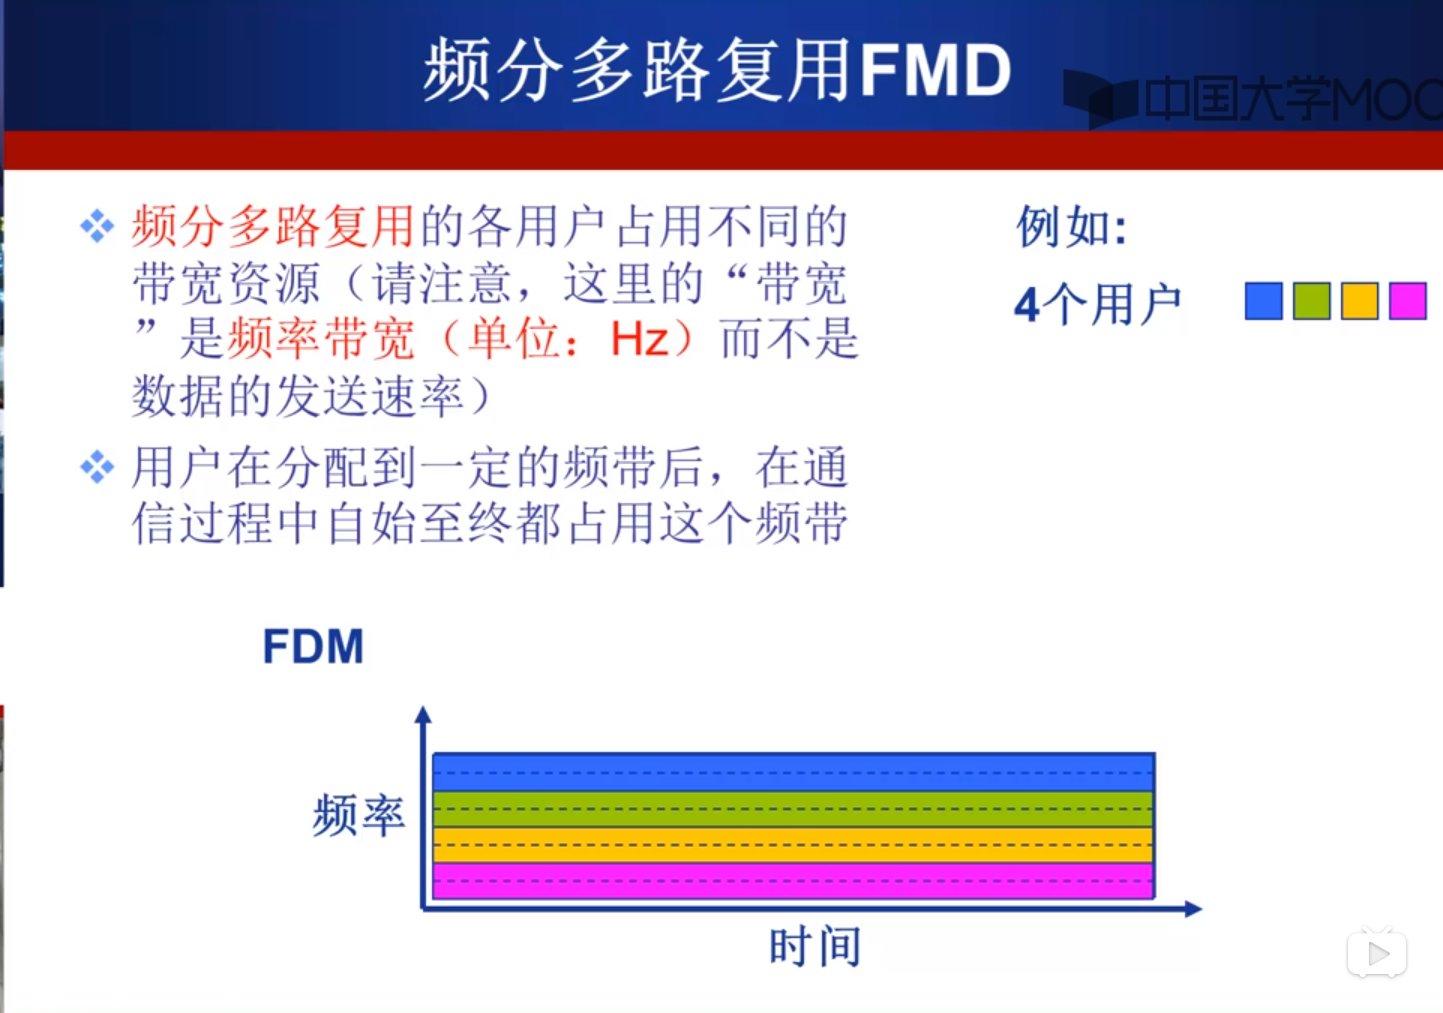 频分多路复用FMD
中国大学MOO
频分多路复用的各用户占用不同的
带宽资源（请注意，这里的“带宽
”是频率带宽（单位：Hz）而不是
数据的发送速率）
用户在分配到一定的频带后，在通
信过程中自始至终都占用这个频带
例如:
4个用户
FDM
频率
时间